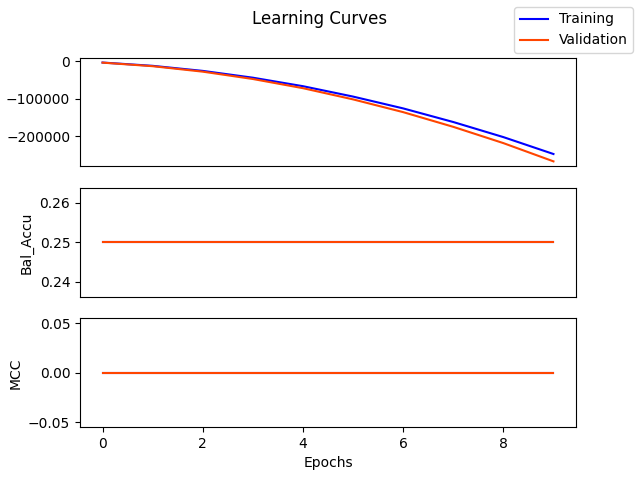 Learning Curves
Training
Validation
0
−100000
−200000
0.26
0.25
0.24
Bal_Accu
0.05
0.00
−0.05
MCC
0 2 4 6 8
Epochs